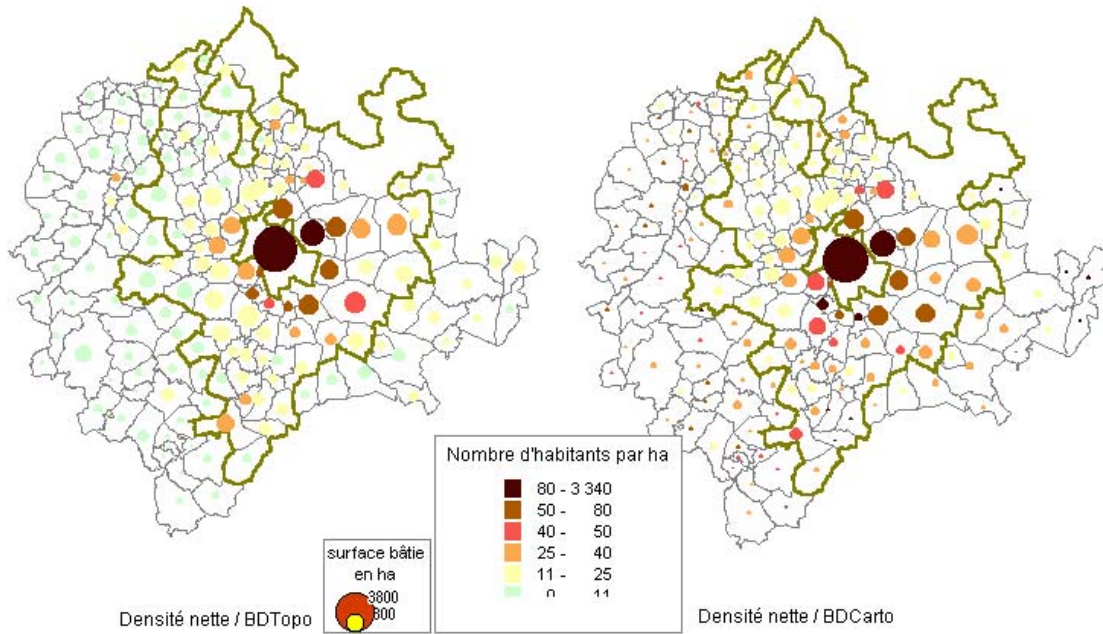 Nombre d'habitants par ha
80 - 3 340
50 - 80
40 - 50
25 - 40
11 - 25
surface bâtie
en ha
3800
800
Densité nette / BDTopo
Densité nette / BDCarto